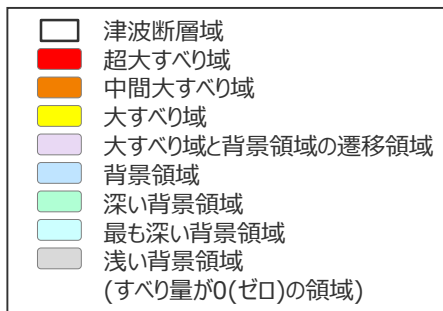 津波断層域
超大すべり域
中間大すべり域
大すべり域
大すべり域と背景領域の遷移領域
背景領域
深い背景領域
最も深い背景領域
浅い背景領域
(すべり量が0(ゼロ)の領域)